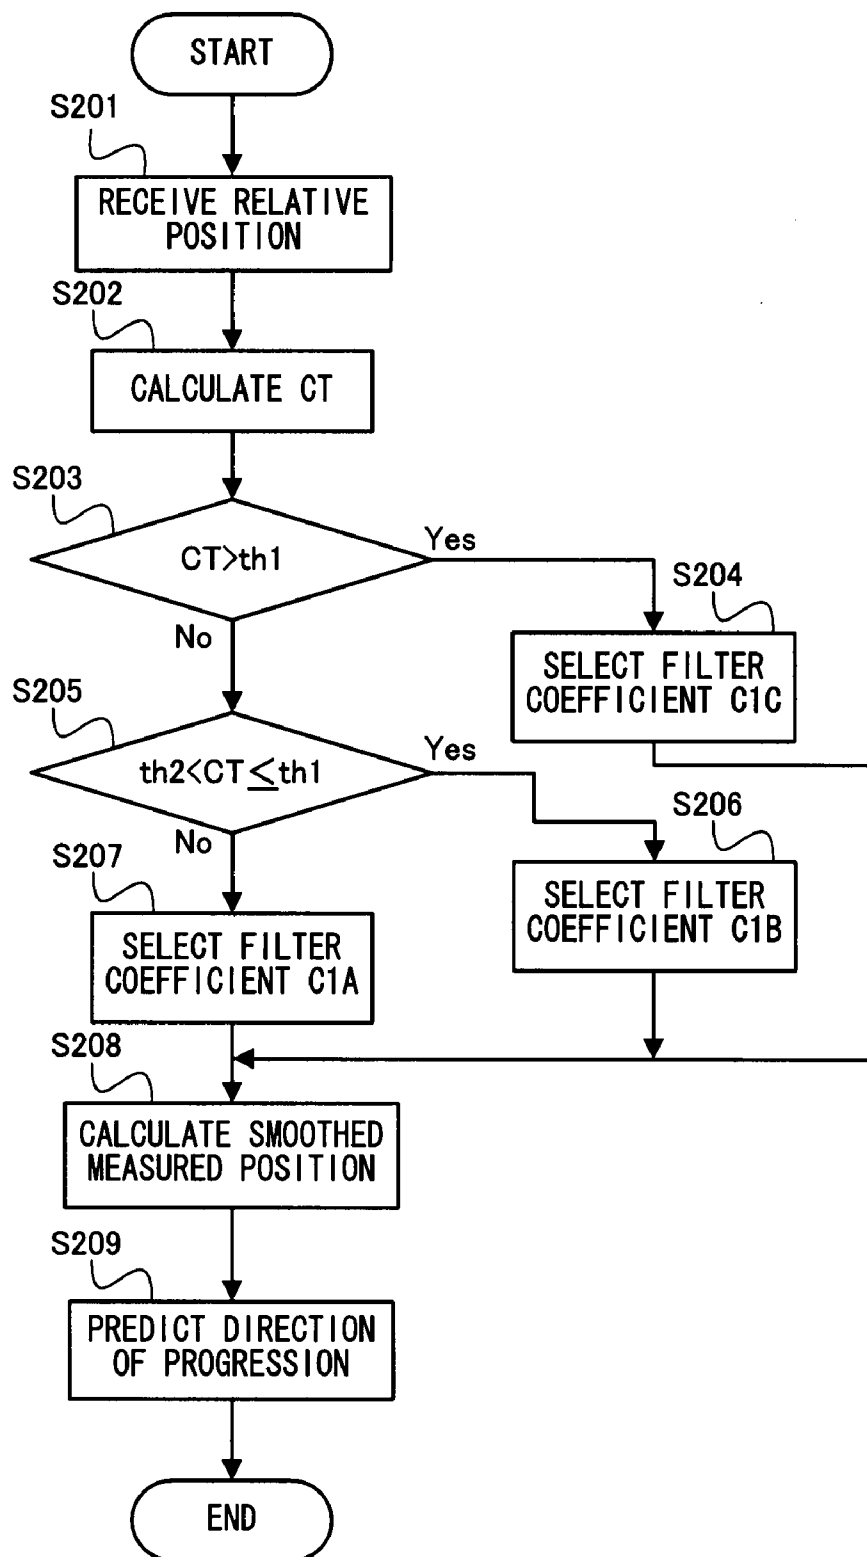 START
S201
RECEIVE RELATIVE
POSITION
S202
CALCULATE CT
S203
CT>th1
Yes
No
S204
SELECT FILTER
COEFFICIENT C1C
S205
th2<CT≤th1
Yes
No
S206
SELECT FILTER
COEFFICIENT C1B
S207
SELECT FILTER
COEFFICIENT C1A
S208
CALCULATE SMOOTHED
MEASURED POSITION
S209
PREDICT DIRECTION
OF PROGRESSION
END